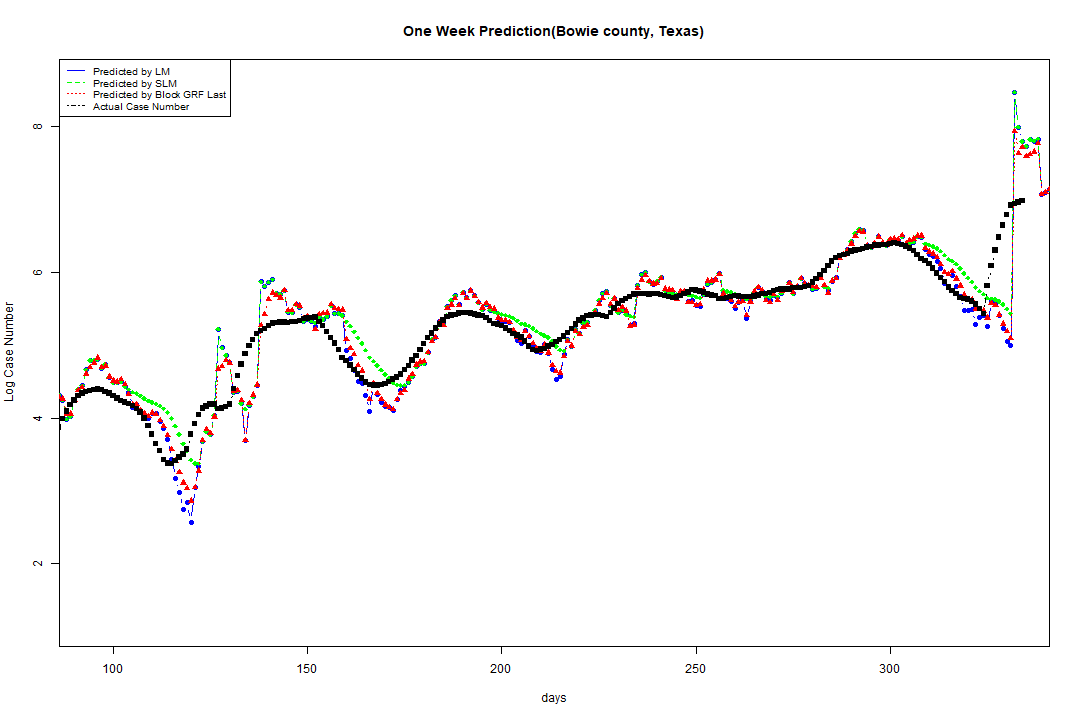 One Week Prediction(Bowie county, Texas)
Predicted by LM
Predicted by SLM
Predicted by Block GRF Last
Actual Case Number
8
6
4
2
Log Case Number
100 150 200 250 300
days